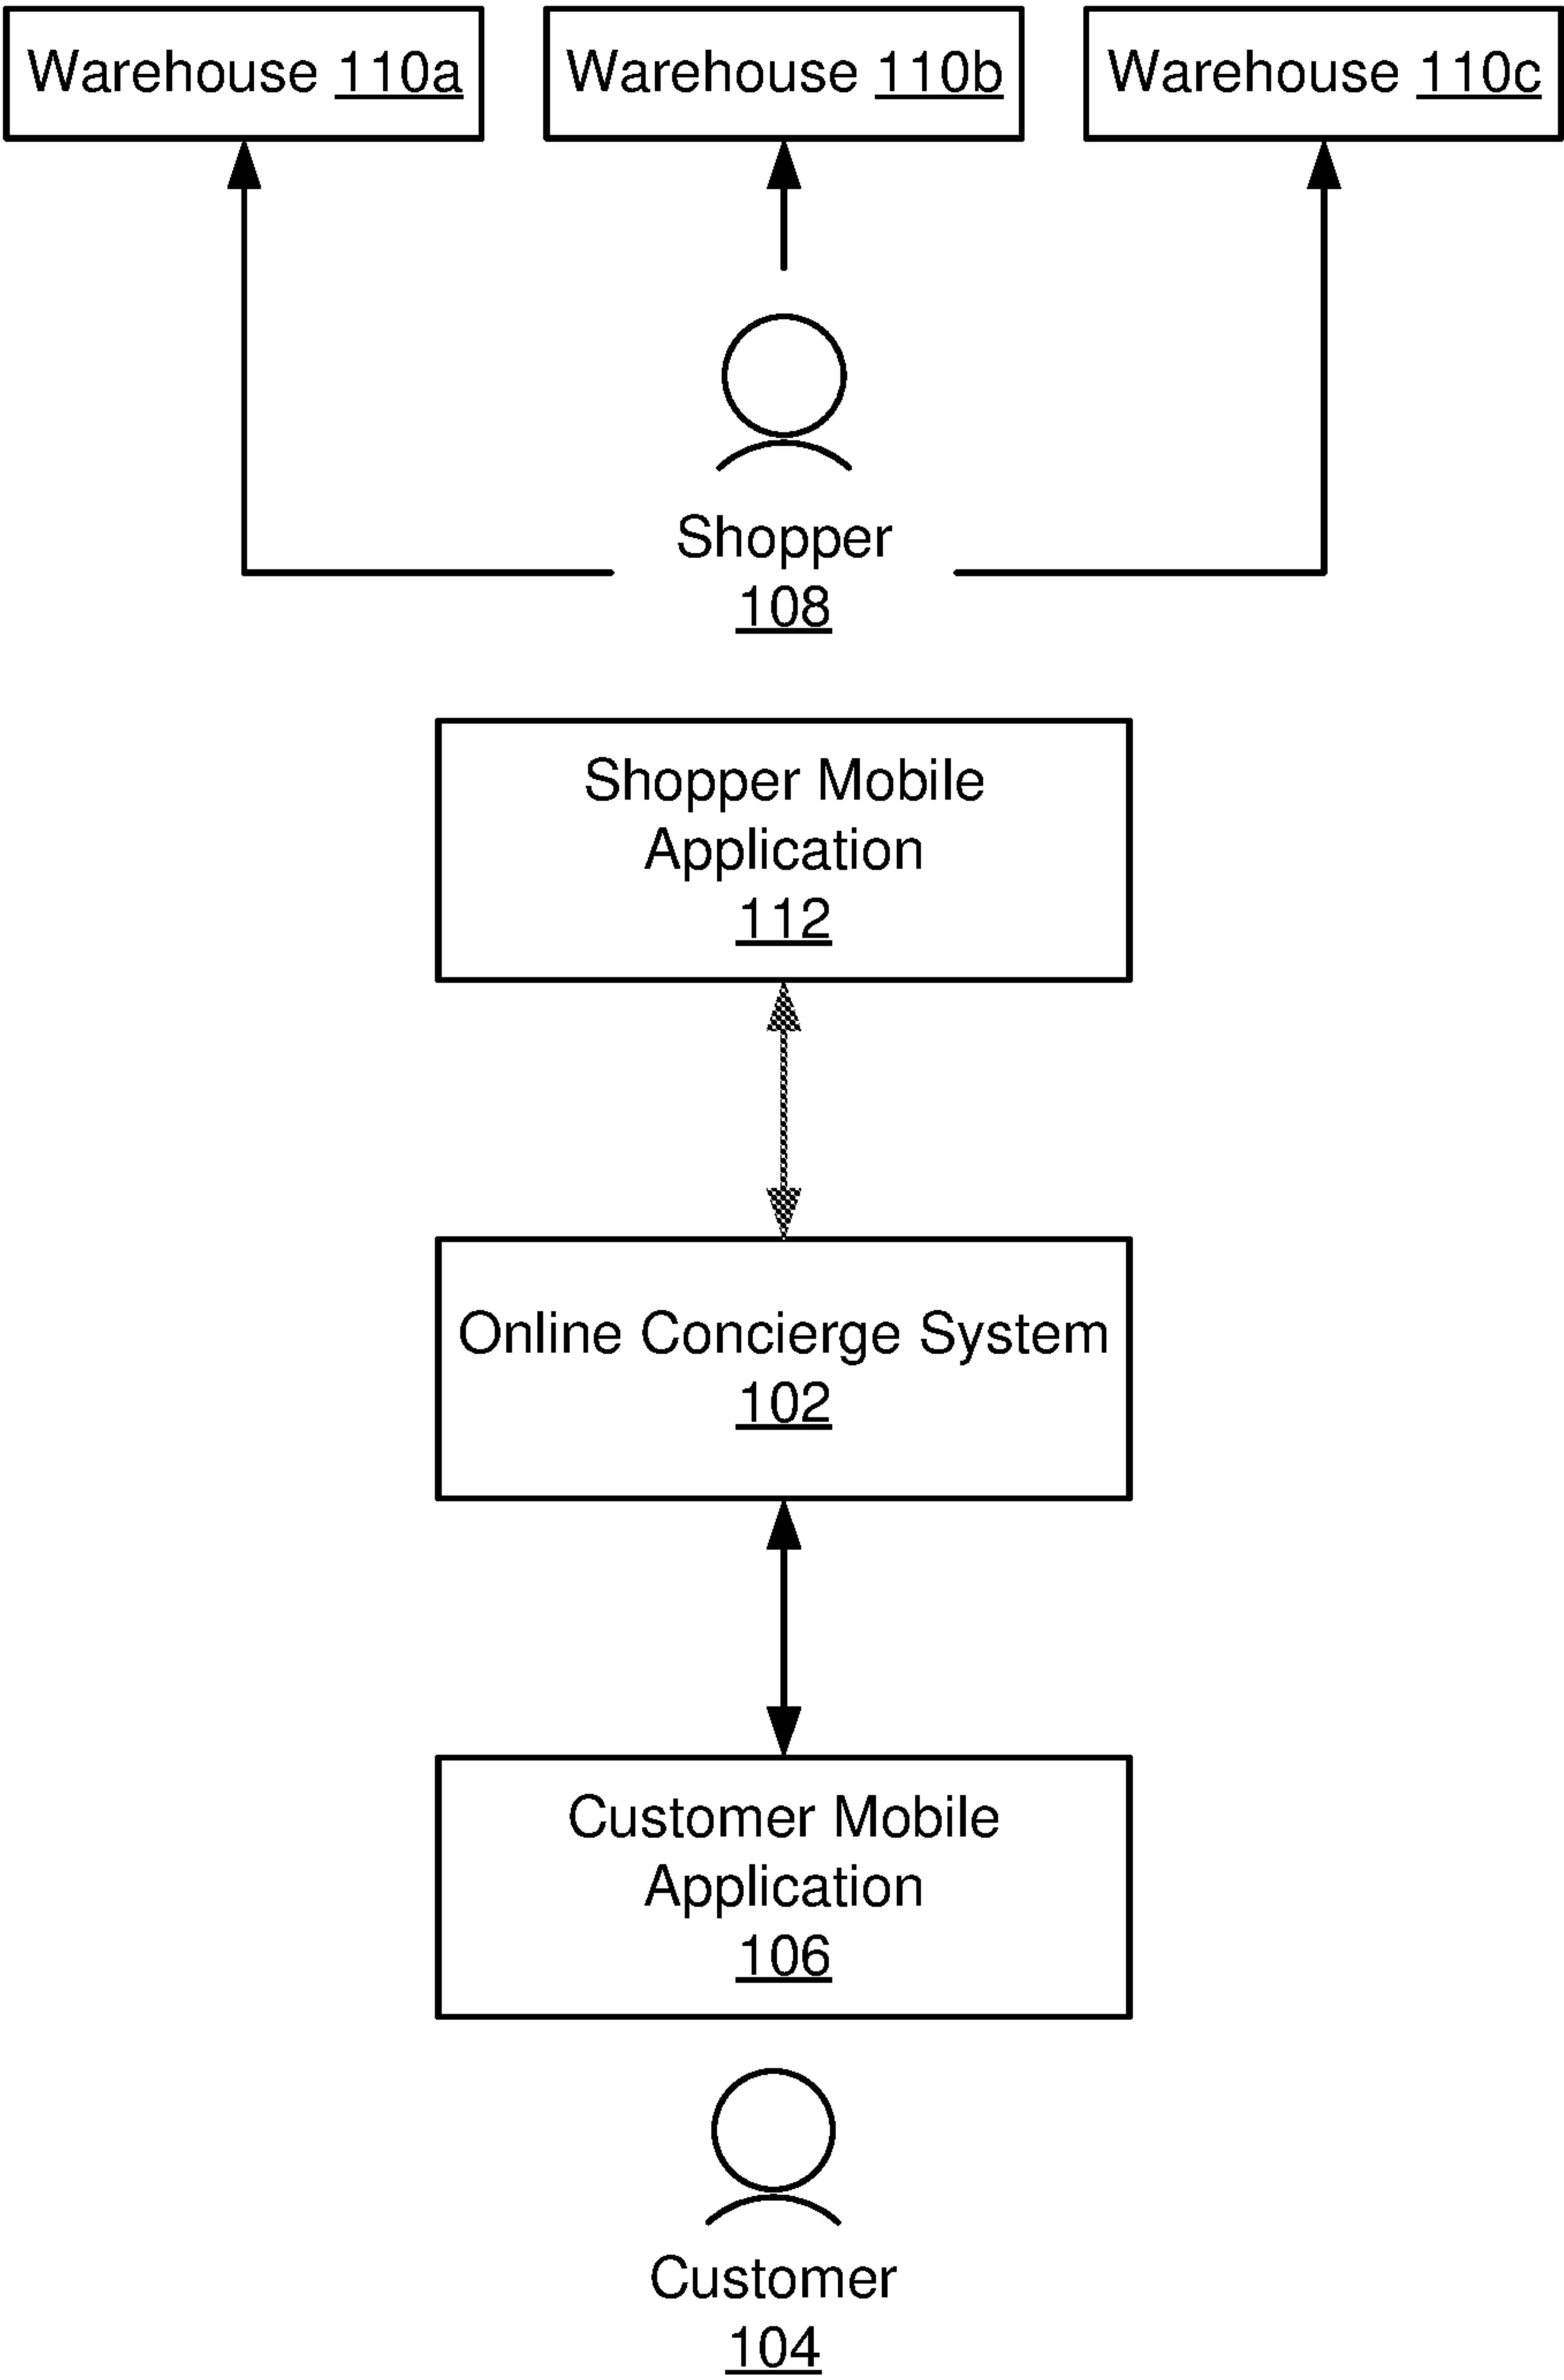 Warehouse 110a
Warehouse 110b
Warehouse 110c
Shopper
108
Shopper Mobile
Application
112
Online Concierge System
102
Customer Mobile
Application
106
Customer
104